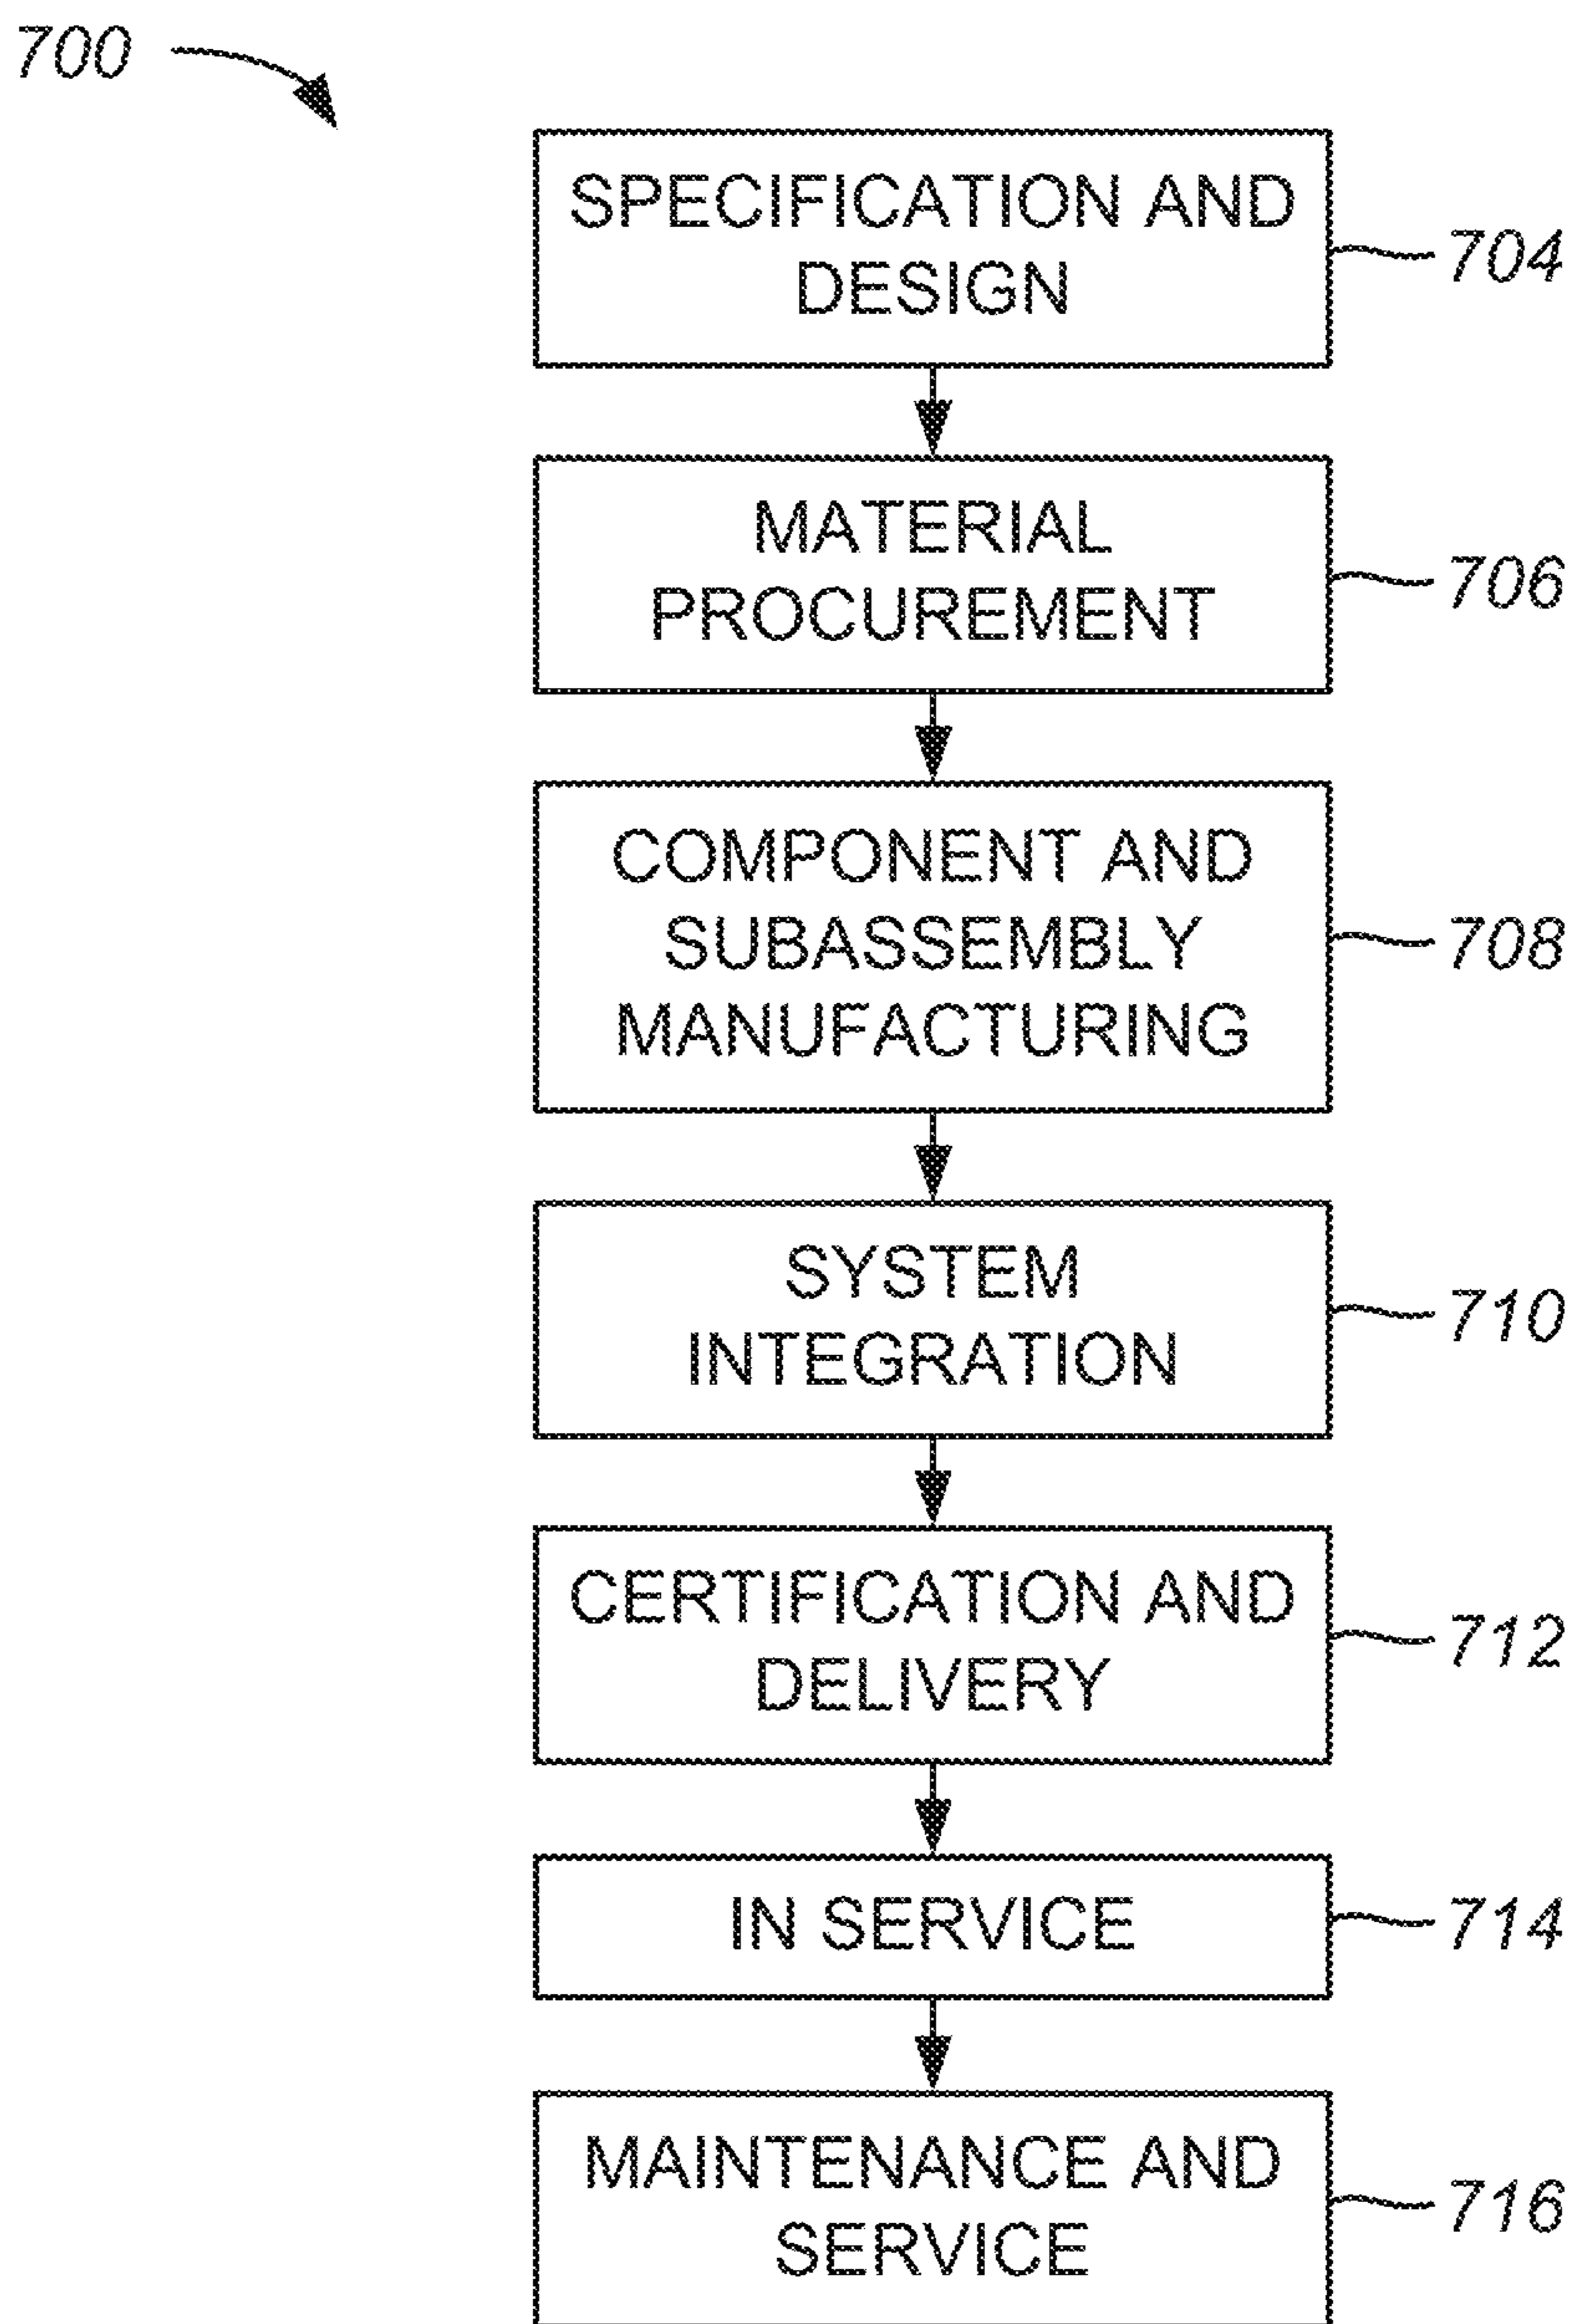 700
SPECIFICATION AND
DESIGN
704
MATERIAL
PROCUREMENT
706
COMPONENT AND
SUBASSEMBLY
MANUFACTURING
708
SYSTEM
INTEGRATION
710
CERTIFICATION AND
DELIVERY
712
IN SERVICE
714
MAINTENANCE AND
SERVICE
716